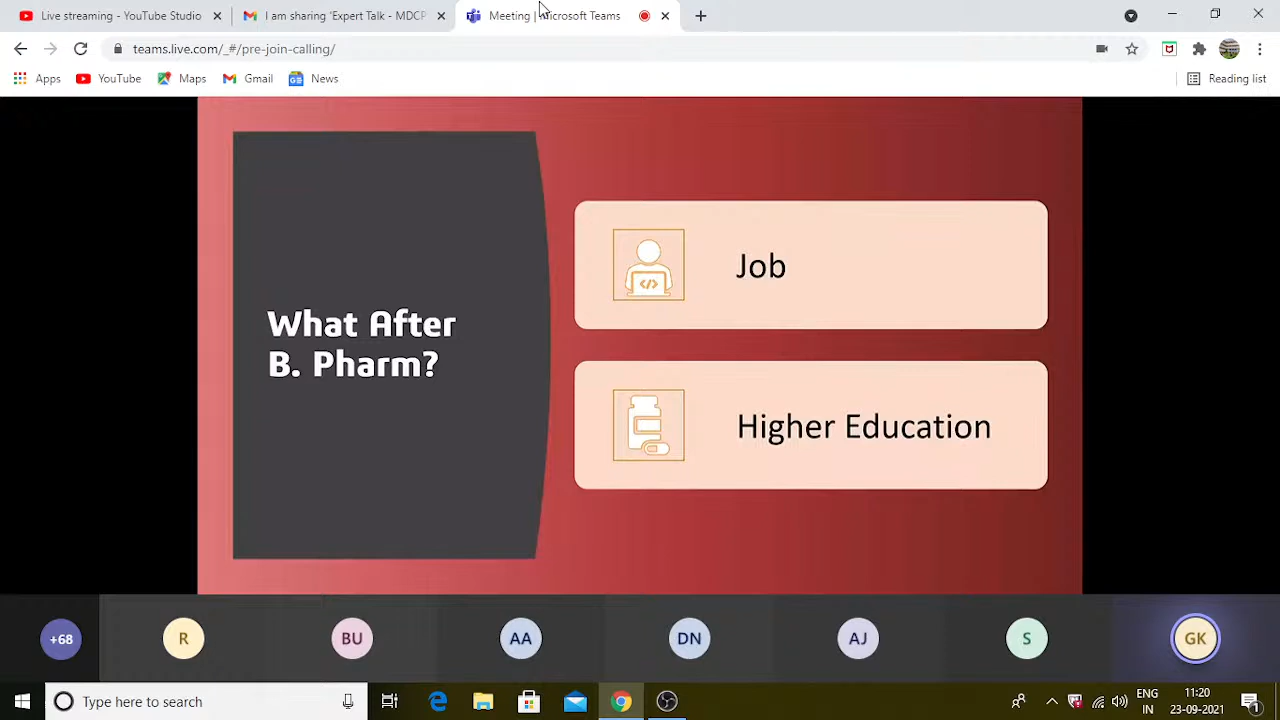 Live streaming - YouTube Studio
I am sharing 'Expert Talk - MDCP
Meeting | Microsoft Teams
teams.live.com/_#/pre-join-calling/
Apps
YouTube
Maps
Gmail
News
Reading list
What After
B. Pharm?
Job
</>
Higher Education
+68
R
BU
AA
DN
AJ
S
GK
Type here to search
ENG
IN
11:20
23-09-2021
1